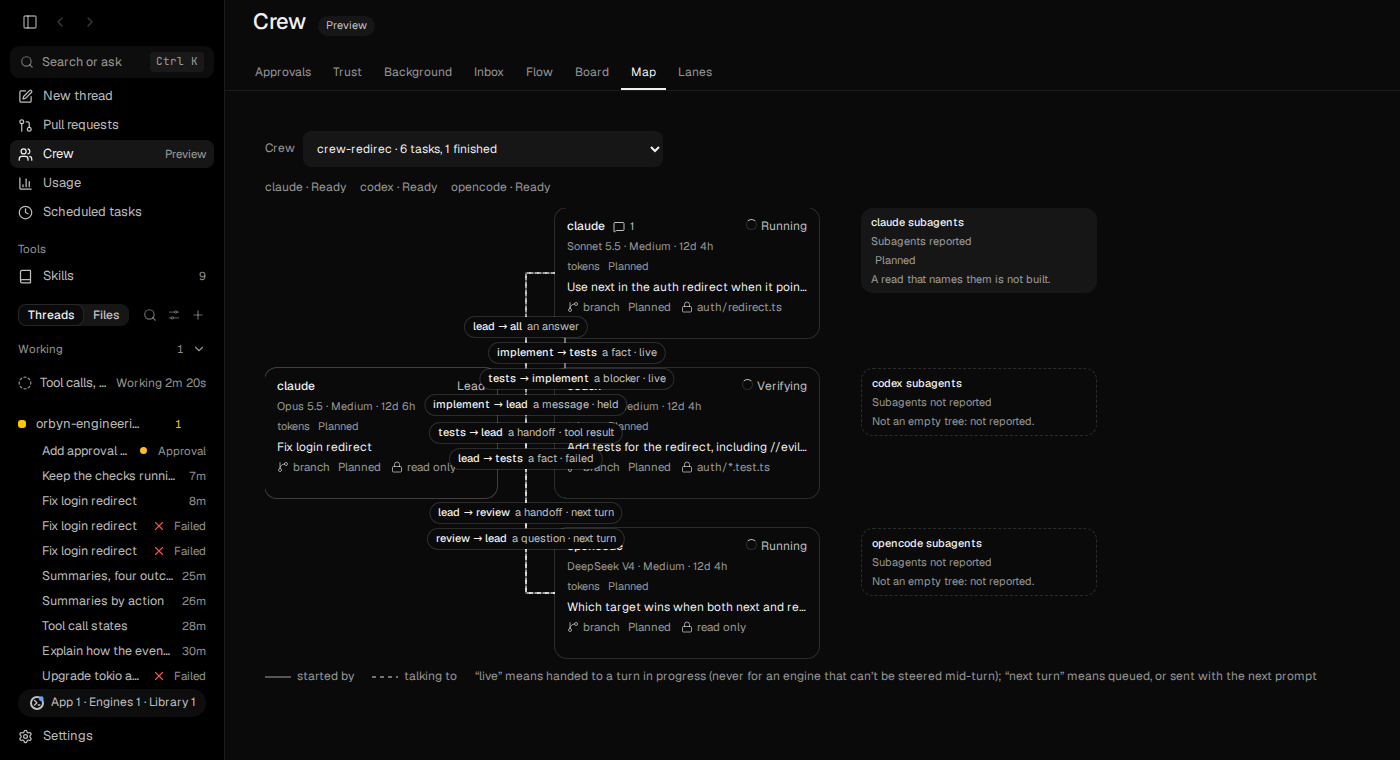 Search or ask Ctrl K
New thread
Pull requests
Crew Preview
Usage
Scheduled tasks
Tools
Skills 9
Threads Files
Working 1
Tool calls, ... Working 2m 20s
orbyn-engineeri... 1
Add approval ... Approval
Keep the checks runni... 7m
Fix login redirect 8m
Fix login redirect Failed
Fix login redirect Failed
Summaries, four outc... 25m
Summaries by action 26m
Tool call states 28m
Explain how the even... 30m
Upgrade tokio a... Failed
App 1 · Engines 1 · Library 1
Settings
Crew Preview
Approvals Trust Background Inbox Flow Board Map Lanes
Crew crew-redirec · 6 tasks, 1 finished
claude · Ready codex · Ready opencode · Ready
claude 1 Running
Sonnet 5.5 · Medium · 12d 4h
tokens Planned
Use next in the auth redirect when it poin...
branch Planned auth/redirect.ts
claude subagents
Subagents reported
Planned
A read that names them is not built.
lead → all an answer
implement → tests a fact · live
tests → implement a blocker · live
implement → lead a message · held
tests → lead a handoff · tool result
lead → tests a fact · failed
lead → review a handoff · next turn
review → lead a question · next turn
claude Lead
Opus 5.5 · Medium · 12d 6h
tokens Planned
Fix login redirect
branch Planned read only
Verifying
edium · 12d 4h
Planned
Add tests for the redirect, including //evil...
branch Planned auth/*.test.ts
codex subagents
Subagents not reported
Not an empty tree: not reported.
Running
DeepSeek V4 · Medium · 12d 4h
tokens Planned
Which target wins when both next and re...
branch Planned read only
opencode subagents
Subagents not reported
Not an empty tree: not reported.
started by talking to “live” means handed to a turn in progress (never for an engine that can’t be steered mid-turn); “next turn” means queued, or sent with the next prompt